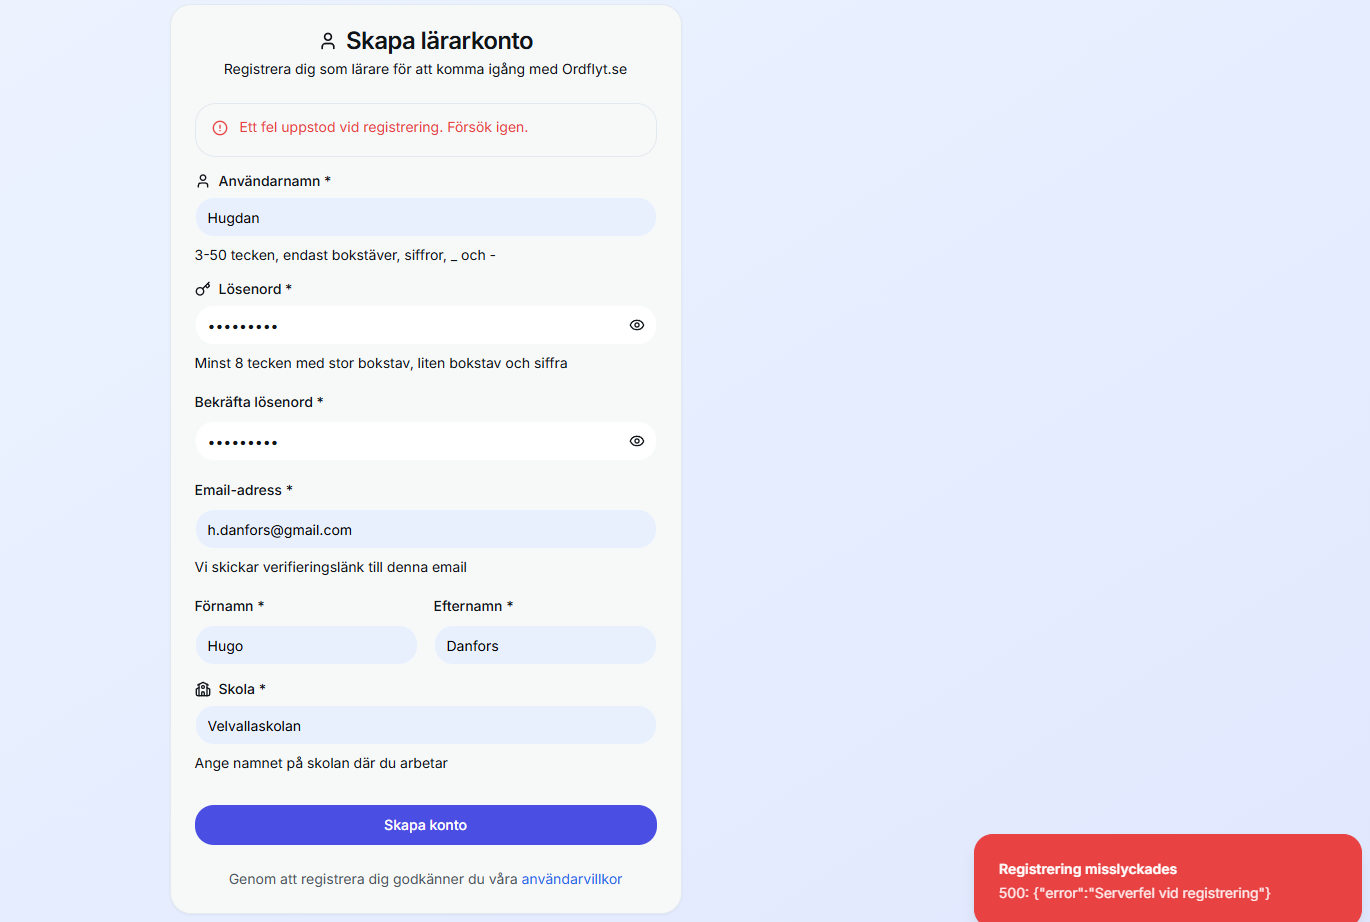 Skapa lärarkonto
Registrera dig som lärare för att komma igång med Ordflyt.se
Ett fel uppstod vid registrering. Försök igen.
Användarnamn *
Hugdan
3-50 tecken, endast bokstäver, siffror, _ och -
Lösenord *
•••••••••
Minst 8 tecken med stor bokstav, liten bokstav och siffra
Bekräfta lösenord *
•••••••••
Email-adress *
h.danfors@gmail.com
Vi skickar verifieringslänk till denna email
Förnamn * Efternamn *
Hugo Danfors
Skola *
Velvallaskolan
Ange namnet på skolan där du arbetar
Skapa konto
Genom att registrera dig godkänner du våra användarvillkor
Registrering misslyckades
500: {"error":"Serverfel vid registrering"}